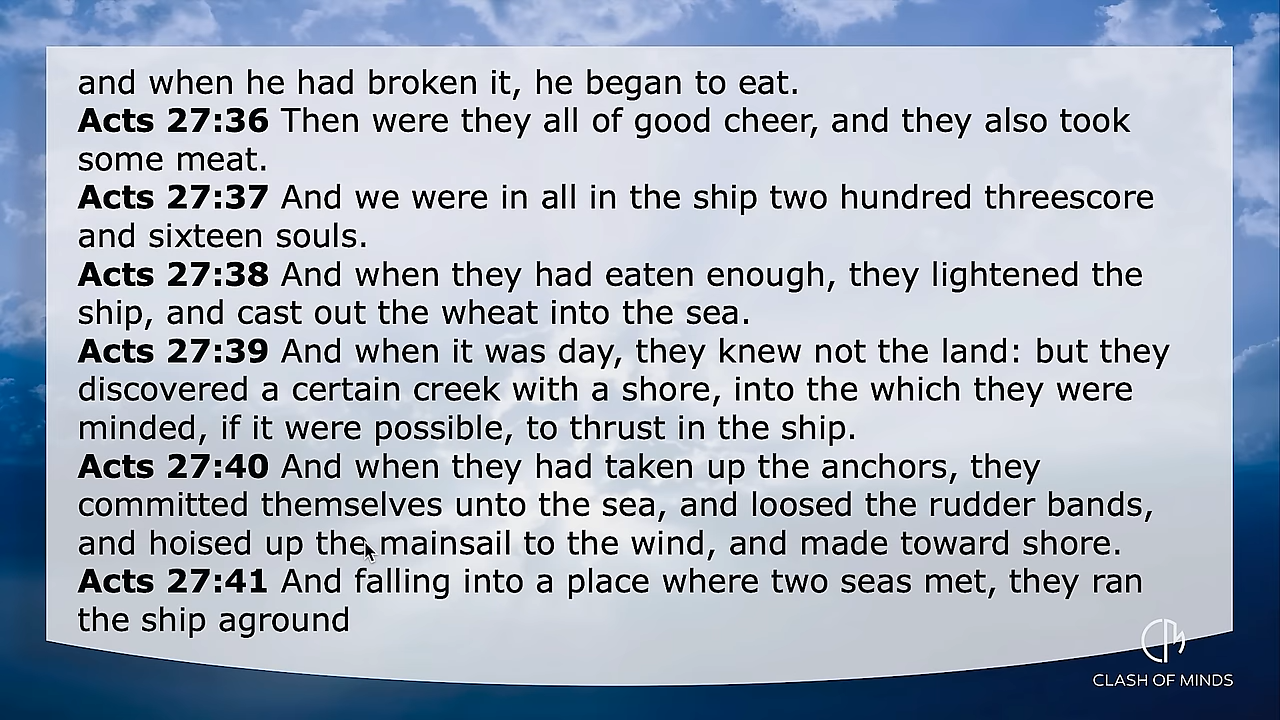 and when he had broken it, he began to eat.
Acts 27:36 Then were they all of good cheer, and they also took
some meat.
Acts 27:37 And we were in all in the ship two hundred threescore
and sixteen souls.
Acts 27:38 And when they had eaten enough, they lightened the
ship, and cast out the wheat into the sea.
Acts 27:39 And when it was day, they knew not the land: but they
discovered a certain creek with a shore, into the which they were
minded, if it were possible, to thrust in the ship.
Acts 27:40 And when they had taken up the anchors, they
committed themselves unto the sea, and loosed the rudder bands,
and hoised up the mainsail to the wind, and made toward shore.
Acts 27:41 And falling into a place where two seas met, they ran
the ship aground
CLASH OF MINDS